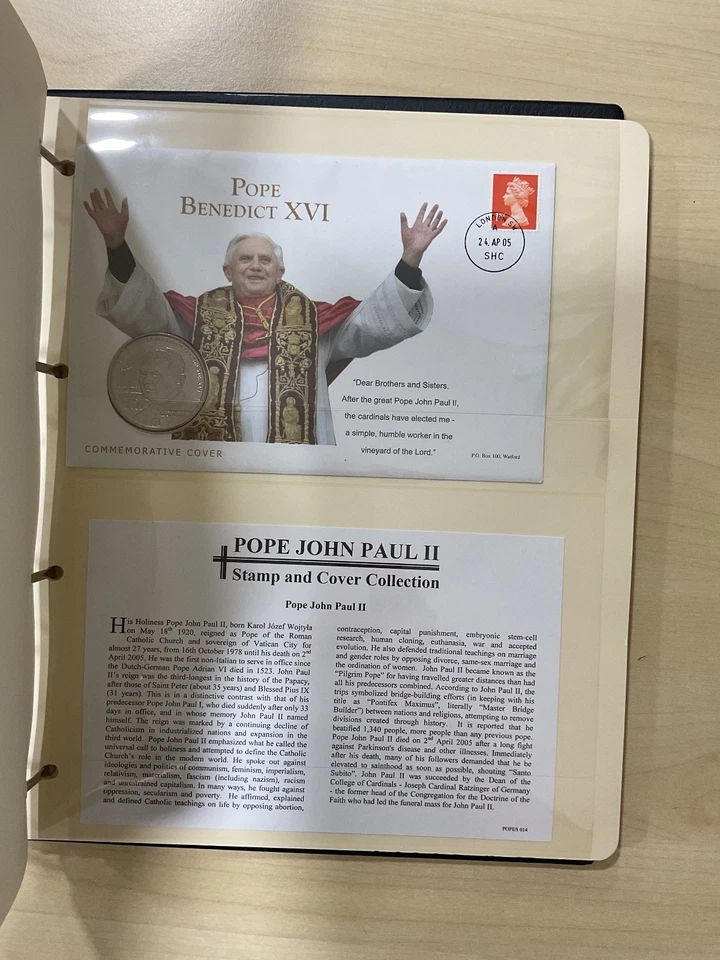 POPE
BENEDICT XVI
LONDON SW
A
24. AP 05
SHC
"Dear Brothers and Sisters.
After the great Pope John Paul II,
the cardinals have elected me -
a simple, humble worker in the
vineyard of the Lord."
COMMEMORATIVE COVER
P.O. Box 100, Watford
POPE JOHN PAUL II
Stamp and Cover Collection
Pope John Paul II
His Holiness Pope John Paul II, born Karol Józef Wojtyła
on May 18th 1920, reigned as Pope of the Roman
Catholic Church and sovereign of Vatican City for
almost 27 years, from 16th October 1978 until his death on 2nd
April 2005. He was the first non-Italian to serve in office since
the Dutch-German Pope Adrian VI died in 1523. John Paul
II's reign was the third-longest in the history of the Papacy,
after those of Saint Peter (about 35 years) and Blessed Pius IX
(31 years). This is in a distinctive contrast with that of his
predecessor Pope John Paul I, who died suddenly after only 33
days in office, and in whose memory John Paul II named
himself. The reign was marked by a continuing decline of
Catholicism in industrialized nations and expansion in the
third world. Pope John Paul II emphasized what he called the
universal call to holiness and attempted to define the Catholic
Church's role in the modern world. He spoke out against
ideologies and politics of communism, feminism, imperialism,
relativism, materialism, fascism (including nazism), racism
and unrestrained capitalism. In many ways, he fought against
oppression, secularism and poverty. He affirmed, explained
and defined Catholic teachings on life by opposing abortion,
contraception, capital punishment, embryonic stem-cell
research, human cloning, euthanasia, war and accepted
evolution. He also defended traditional teachings on marriage
and gender roles by opposing divorce, same-sex marriage and
the ordination of women. John Paul II became known as the
"Pilgrim Pope" for having travelled greater distances than had
all his predecessors combined. According to John Paul II, the
trips symbolized bridge-building efforts (in keeping with his
title as "Pontifex Maximus", literally "Master Bridge
Builder") between nations and religions, attempting to remove
divisions created through history. It is reported that he
beatified 1,340 people, more people than any previous pope.
Pope John Paul II died on 2nd April 2005 after a long fight
against Parkinson's disease and other illnesses. Immediately
after his death, many of his followers demanded that he be
elevated to sainthood as soon as possible, shouting "Santo
Subito". John Paul II was succeeded by the Dean of the
College of Cardinals - Joseph Cardinal Ratzinger of Germany
- the former head of the Congregation for the Doctrine of the
Faith who had led the funeral mass for John Paul II.
POPES 014